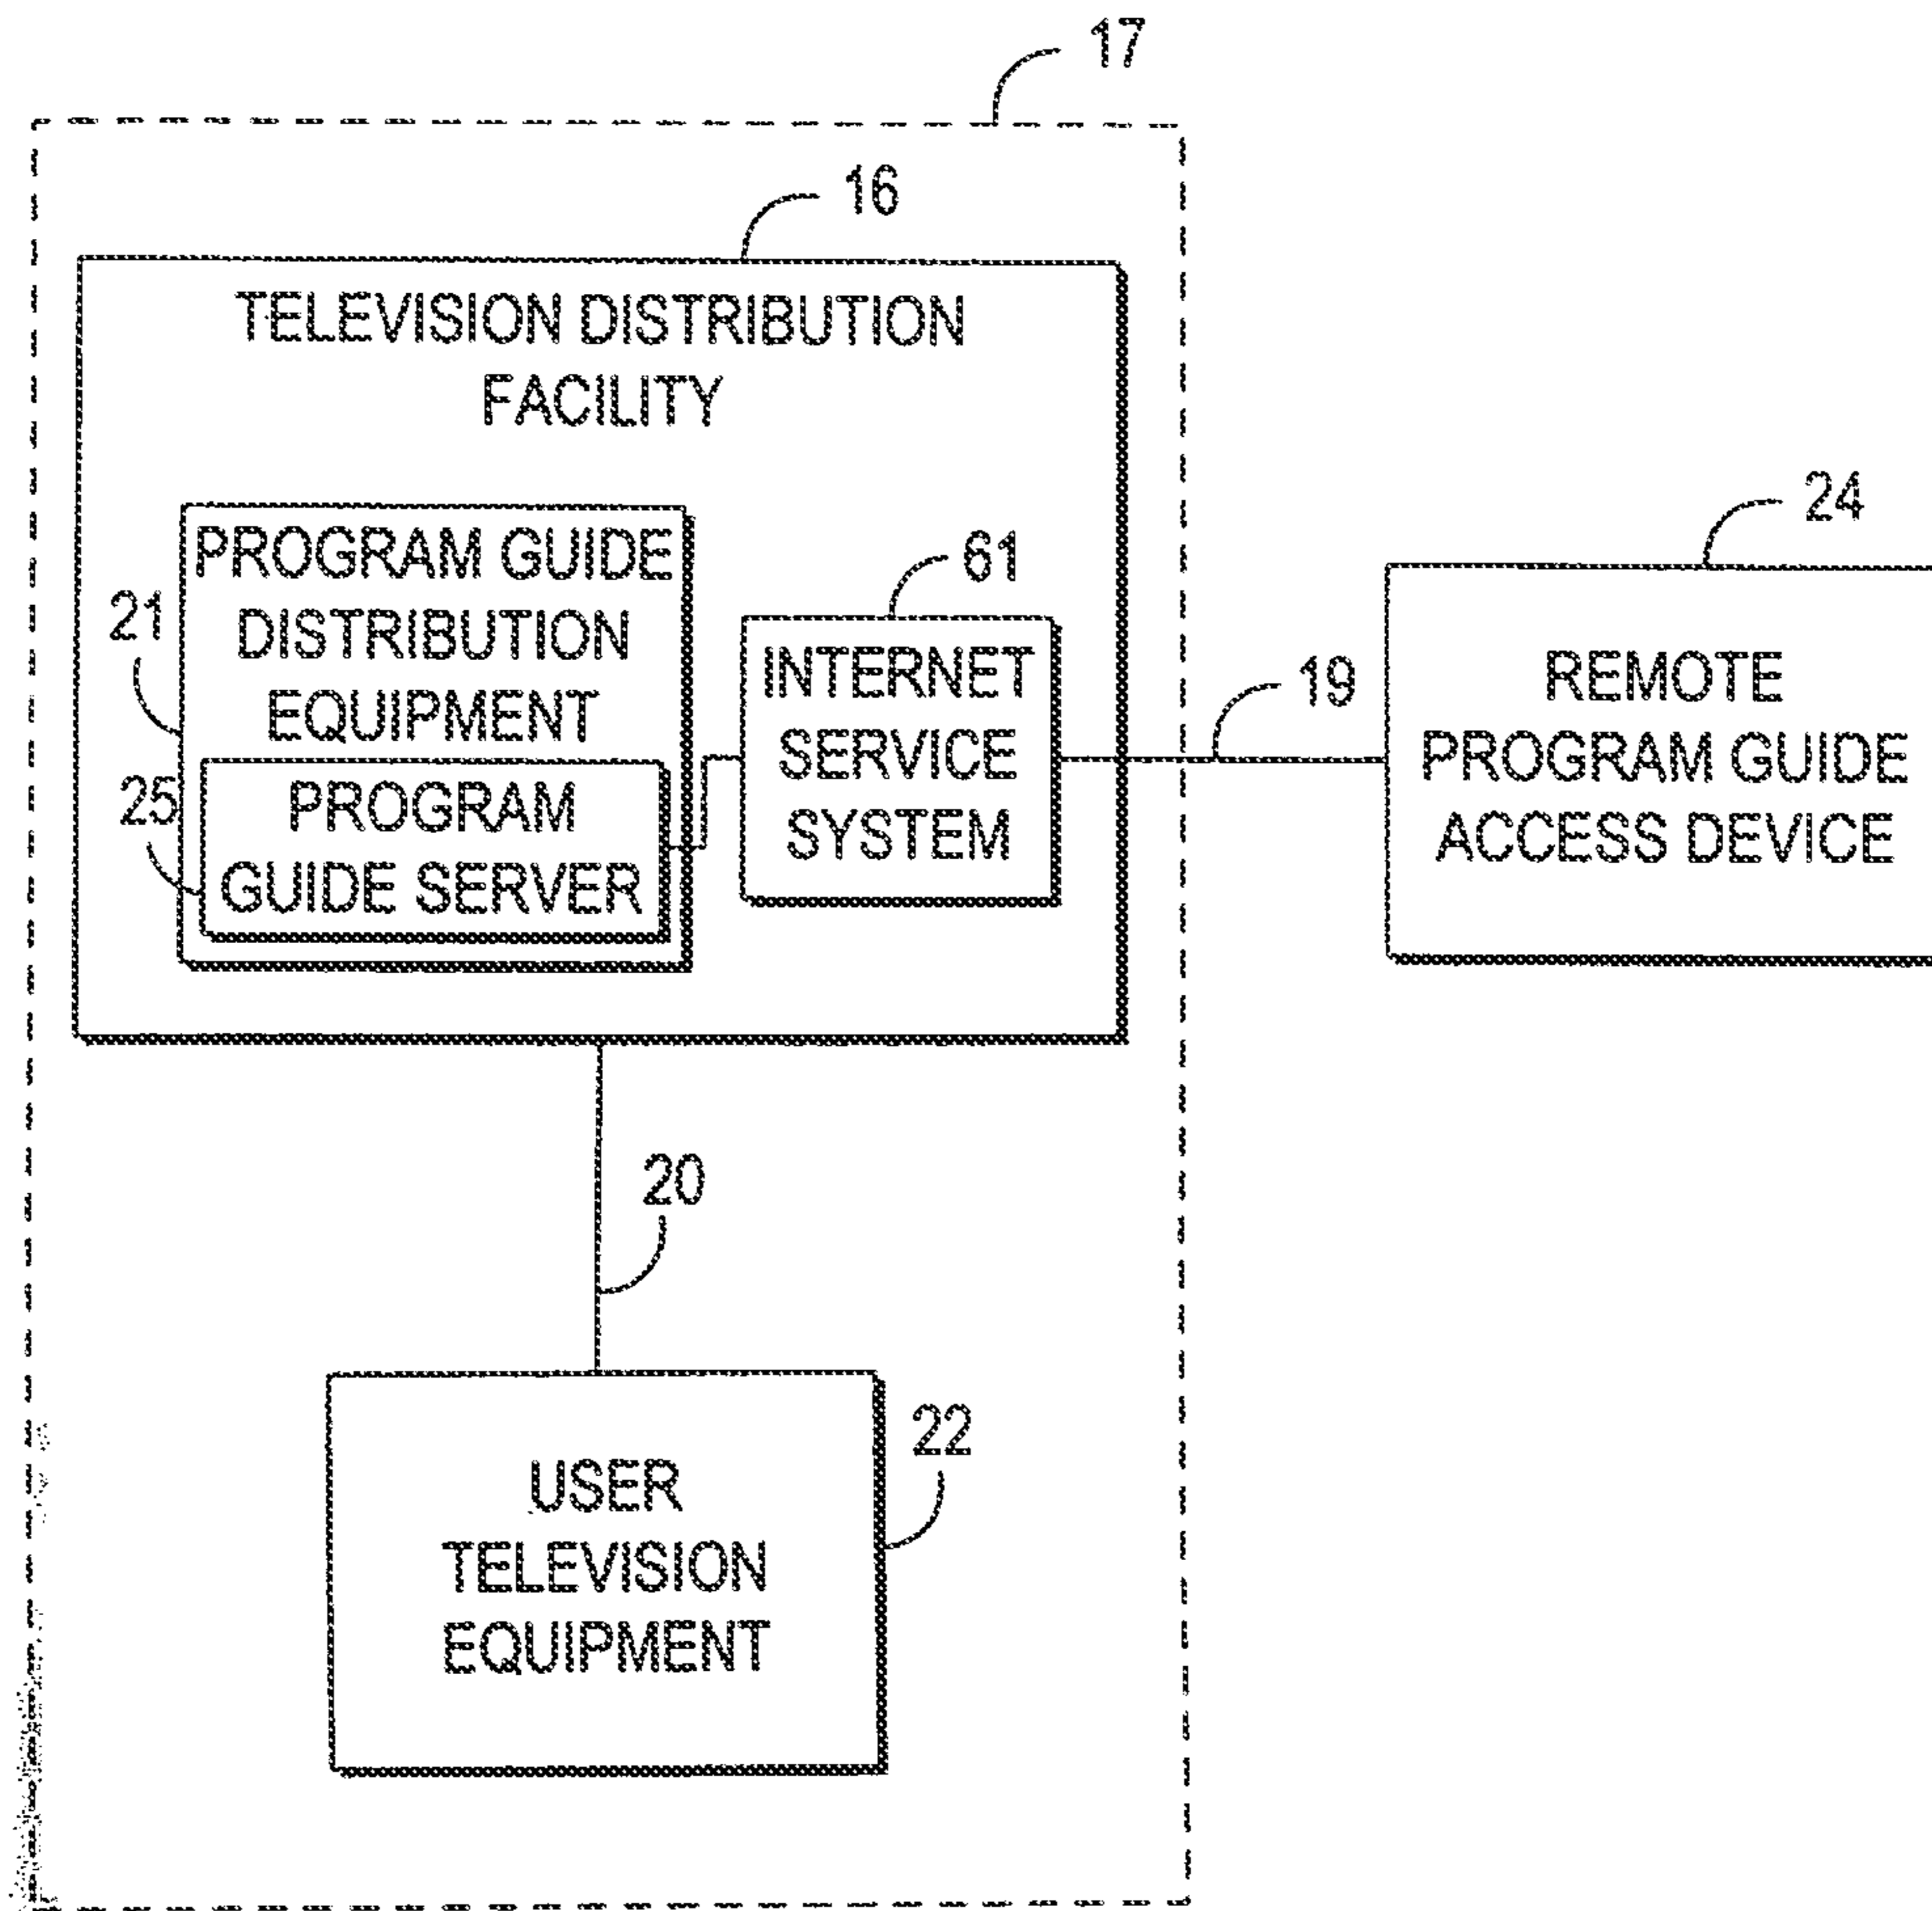 17
16
TELEVISION DISTRIBUTION
FACILITY
PROGRAM GUIDE
DISTRIBUTION
EQUIPMENT
21
PROGRAM
GUIDE SERVER
25
61
INTERNET
SERVICE
SYSTEM
19
24
REMOTE
PROGRAM GUIDE
ACCESS DEVICE
20
22
USER
TELEVISION
EQUIPMENT